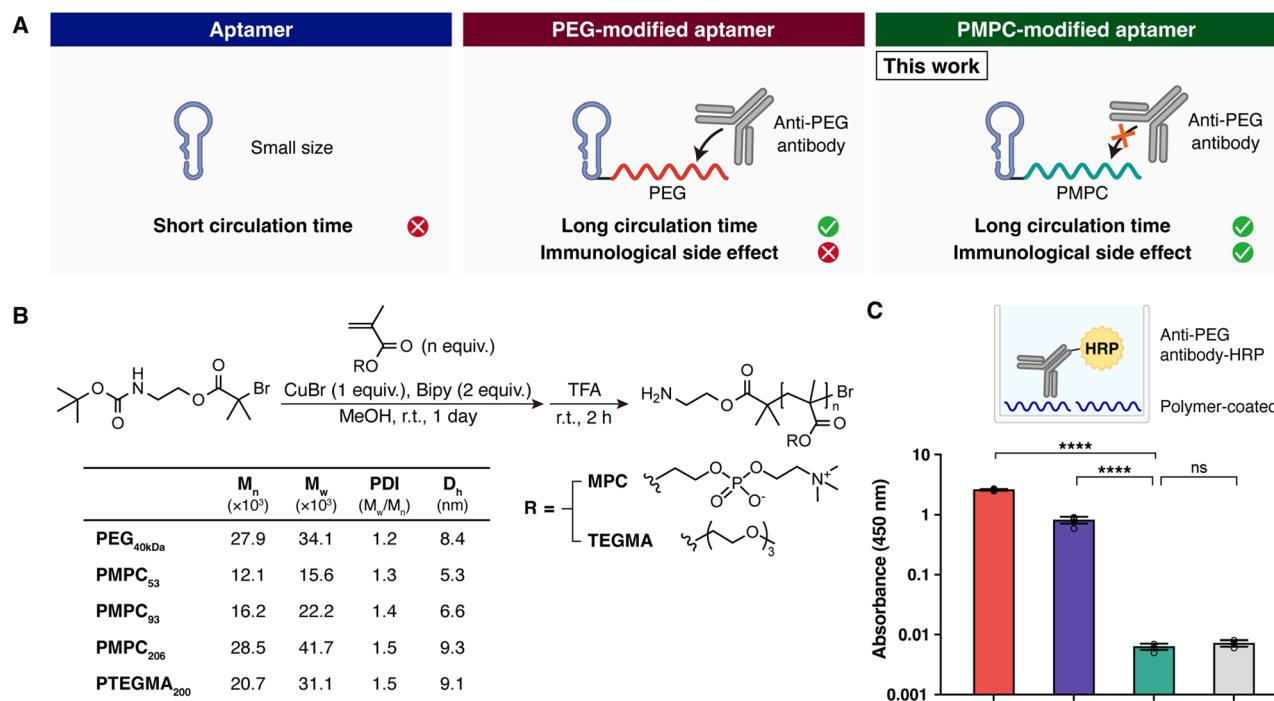 A
Aptamer
Small size
Short circulation time
PEG-modified aptamer
Anti-PEG
antibody
PEG
Long circulation time
Immunological side effect
PMPC-modified aptamer
This work
Anti-PEG
antibody
PMPC
Long circulation time
Immunological side effect
B
O
H
N
O
O
O
Br
RO
O
(n equiv.)
CuBr (1 equiv.), Bipy (2 equiv.)
MeOH, r.t., 1 day
TFA
r.t., 2 h
H₂N
O
O
Br
n
RO
O
Mn Mw PDI Dh
(×10³) (×10³) (Mw/Mn) (nm)
PEG40kDa 27.9 34.1 1.2 8.4
PMPC53 12.1 15.6 1.3 5.3
PMPC93 16.2 22.2 1.4 6.6
PMPC206 28.5 41.7 1.5 9.3
PTEGMA200 20.7 31.1 1.5 9.1
R =
MPC
O
P
O
O
O⁻
N⁺
TEGMA
O
3
C
HRP
Anti-PEG
antibody-HRP
Polymer-coated
Absorbance (450 nm)
10
1
0.1
0.01
0.001
****
****
ns